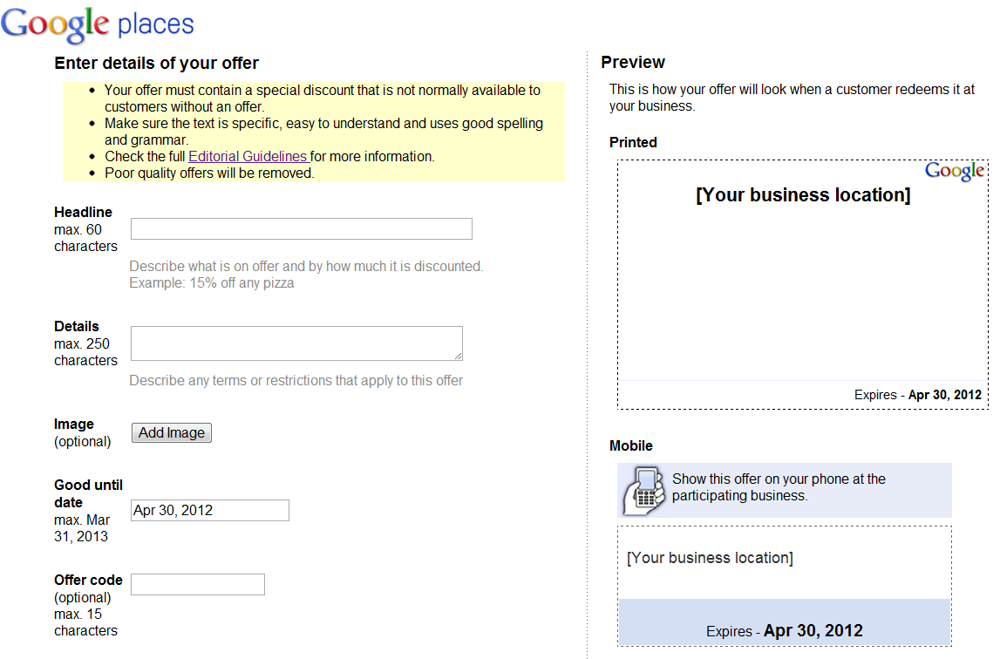 Google places
Enter details of your offer
• Your offer must contain a special discount that is not normally available to
customers without an offer.
• Make sure the text is specific, easy to understand and uses good spelling
and grammar.
• Check the full Editorial Guidelines for more information.
• Poor quality offers will be removed.
Headline
max. 60
characters
Describe what is on offer and by how much it is discounted.
Example: 15% off any pizza
Details
max. 250
characters
Describe any terms or restrictions that apply to this offer
Image
(optional)
Add Image
Good until
date
max. Mar
31, 2013
Apr 30, 2012
Offer code
(optional)
max. 15
characters
Preview
This is how your offer will look when a customer redeems it at
your business.
Printed
Google
[Your business location]
Expires - Apr 30, 2012
Mobile
Show this offer on your phone at the
participating business.
[Your business location]
Expires - Apr 30, 2012